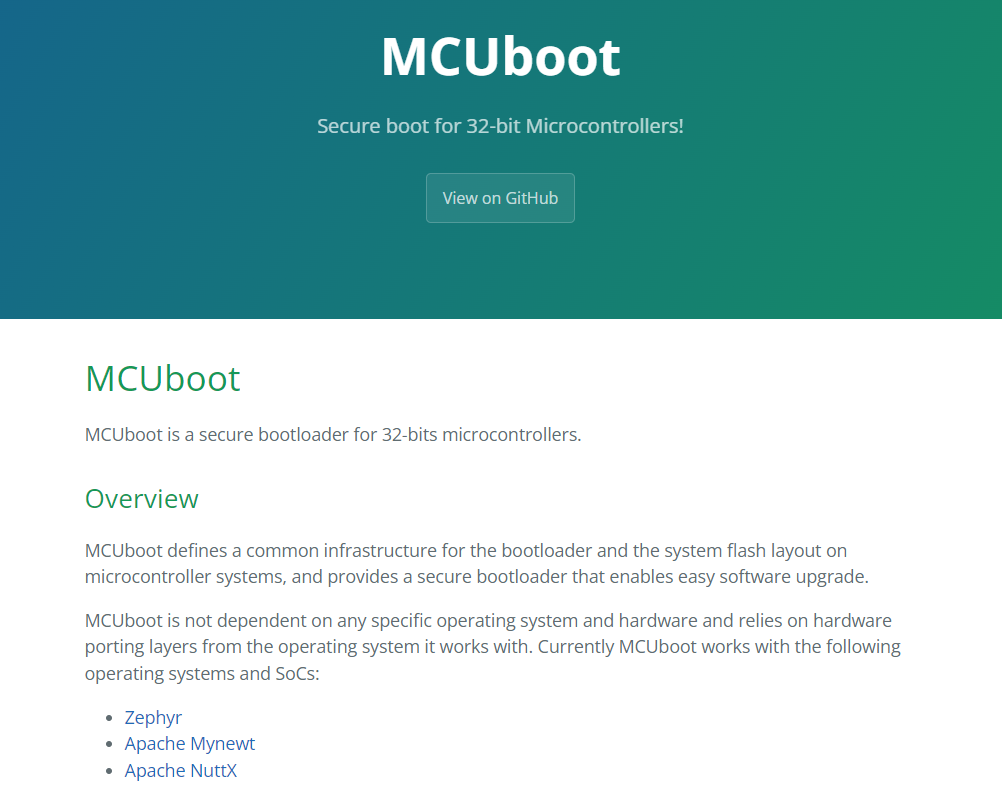 MCUboot
Secure boot for 32-bit Microcontrollers!
View on GitHub
MCUboot
MCUboot is a secure bootloader for 32-bits microcontrollers.
Overview
MCUboot defines a common infrastructure for the bootloader and the system flash layout on
microcontroller systems, and provides a secure bootloader that enables easy software upgrade.
MCUboot is not dependent on any specific operating system and hardware and relies on hardware
porting layers from the operating system it works with. Currently MCUboot works with the following
operating systems and SoCs:
• Zephyr
• Apache Mynewt
• Apache NuttX